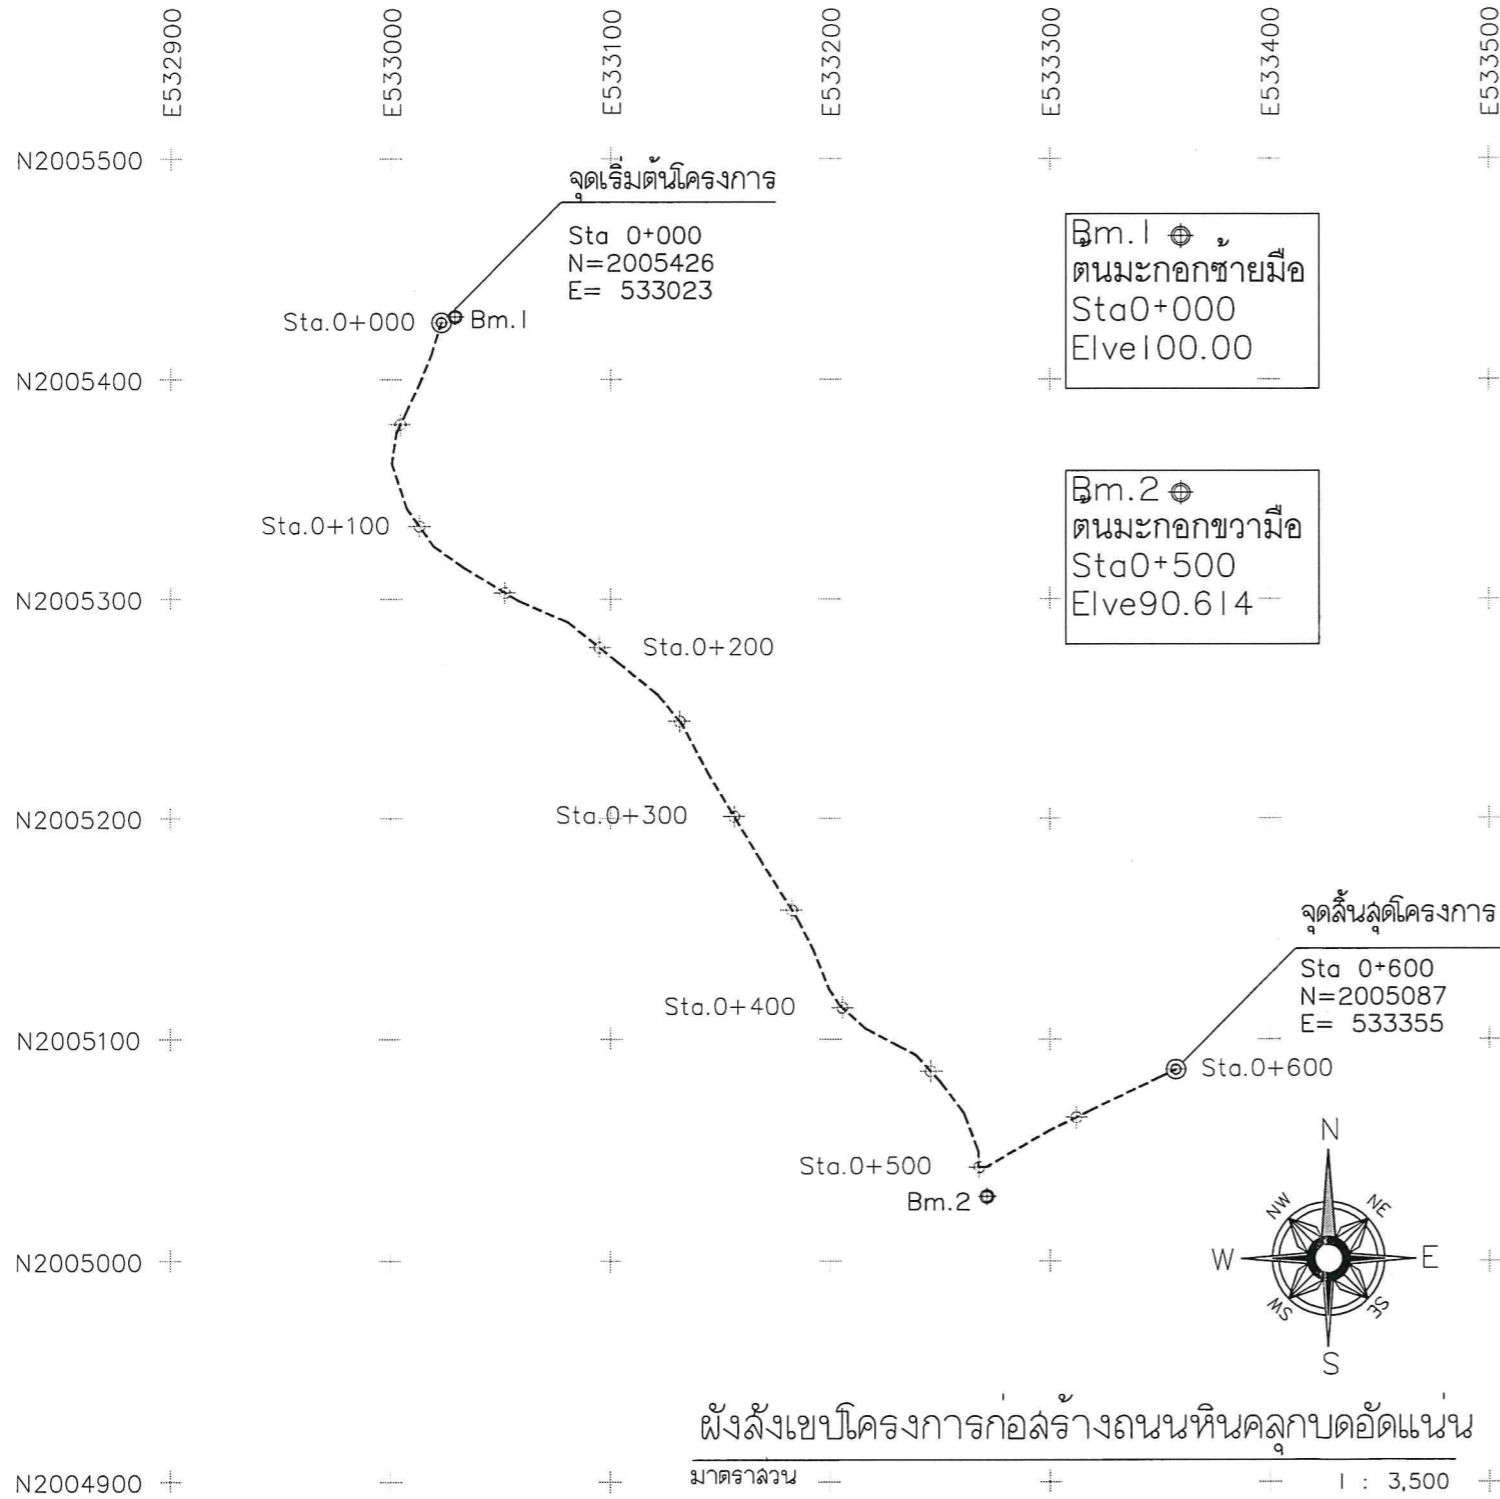 E532900
E533000
E533100
E533200
E533300
E533400
E533500
N2005500
จุดเริ่มต้นโครงการ
Sta 0+000
N=2005426
E= 533023
Bm.1
ต้นมะกอกซ้ายมือ
Sta0+000
Elve100.00
Sta.0+000
Bm.1
N2005400
Bm.2
ต้นมะกอกขวามือ
Sta0+500
Elve90.614
Sta.0+100
N2005300
Sta.0+200
N2005200
Sta.0+300
จุดสิ้นสุดโครงการ
Sta 0+600
N=2005087
E= 533355
Sta.0+400
N2005100
Sta.0+600
Sta.0+500
Bm.2
N
NW
NE
W
E
WS
SE
S
N2005000
ผังสังเขปโครงการก่อสร้างถนนหินคลุกบดอัดแน่น
มาตราส่วน
1 : 3,500
N2004900